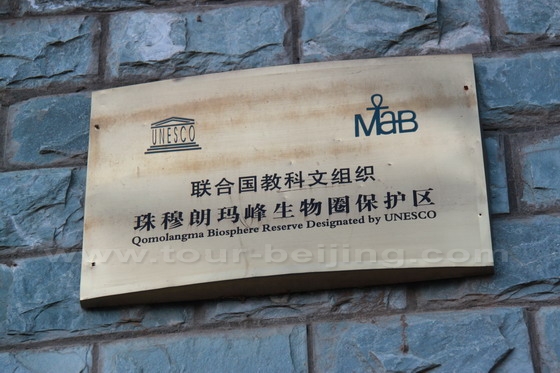 UNESCO
MaB
联合国教科文组织
珠穆朗玛峰生物圈保护区
Qomolangma Biosphere Reserve Designated by UNESCO
www.tour-beijing.com